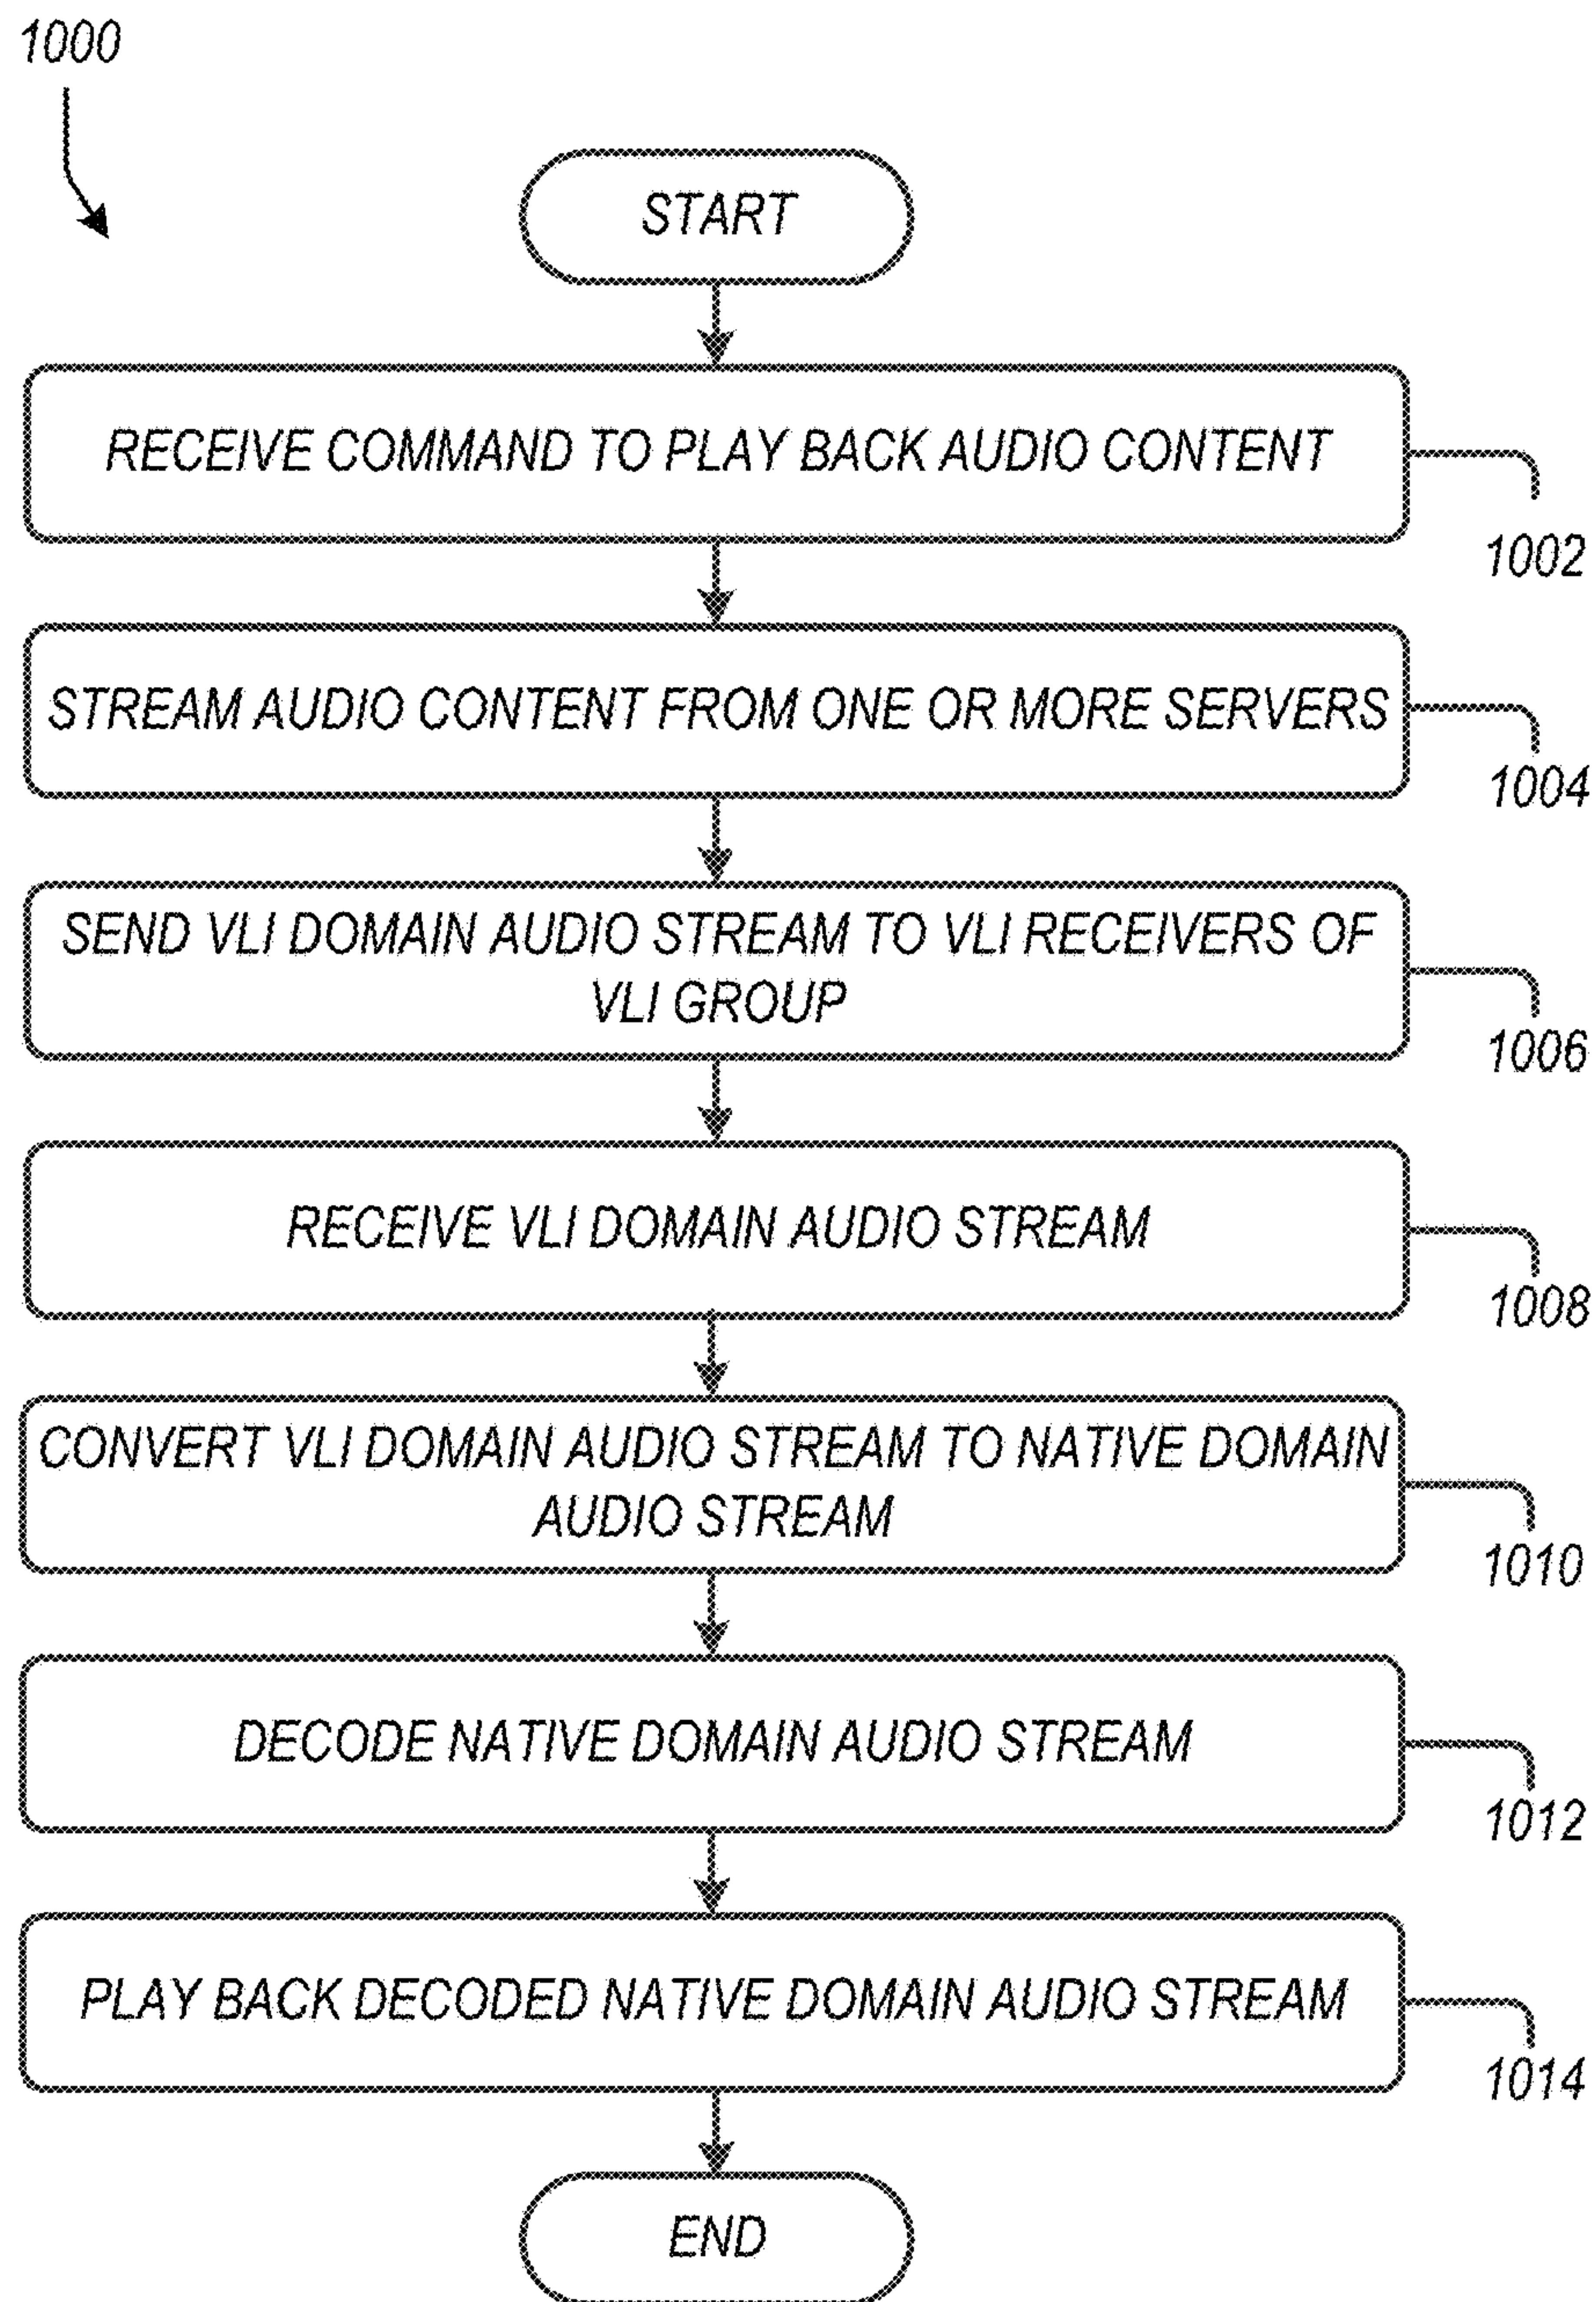 1000
START
RECEIVE COMMAND TO PLAY BACK AUDIO CONTENT
1002
STREAM AUDIO CONTENT FROM ONE OR MORE SERVERS
1004
SEND VLI DOMAIN AUDIO STREAM TO VLI RECEIVERS OF
VLI GROUP
1006
RECEIVE VLI DOMAIN AUDIO STREAM
1008
CONVERT VLI DOMAIN AUDIO STREAM TO NATIVE DOMAIN
AUDIO STREAM
1010
DECODE NATIVE DOMAIN AUDIO STREAM
1012
PLAY BACK DECODED NATIVE DOMAIN AUDIO STREAM
1014
END